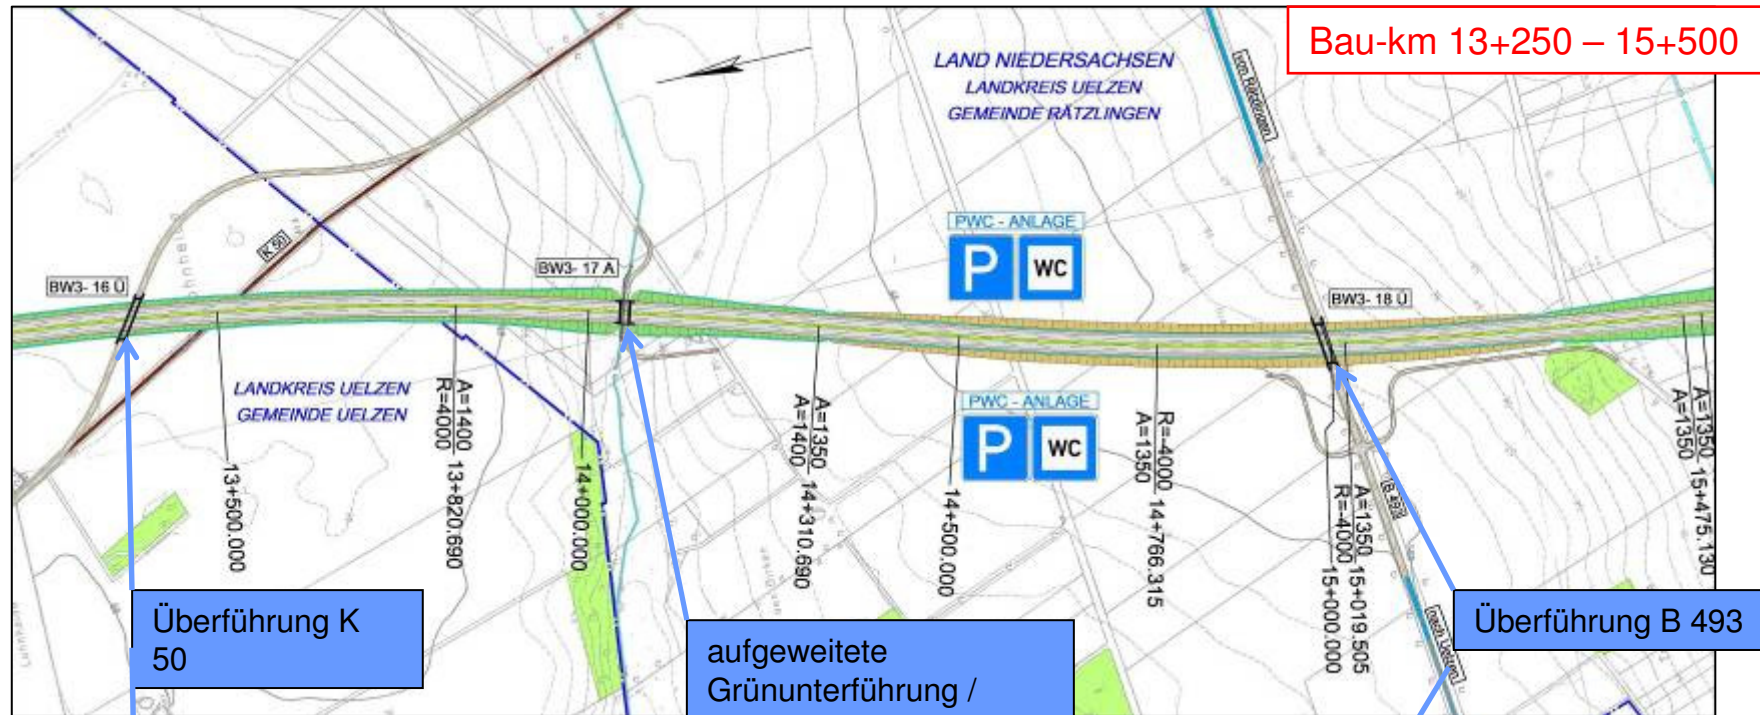 Bau-km 13+250 – 15+500
LAND NIEDERSACHSEN
LANDKREIS UELZEN
GEMEINDE RÄTZLINGEN
K 50
BW3- 16 Ü
BW3- 17 A
PWC - ANLAGE
P
WC
BW3- 18 Ü
LANDKREIS UELZEN
GEMEINDE UELZEN
PWC - ANLAGE
P
WC
B 493
nach Uelzen
13+500.000
A=1400
R=4000
13+820.690
14+000.000
A=1350
A=1400
14+310.690
14+500.000
R=-4000
A=1350
14+766.315
15+000.000
A=1350
R=-4000
15+019.505
A=1350
A=1350
15+475.130
Überführung K
50
aufgeweitete
Grünunterführung /
Überführung B 493